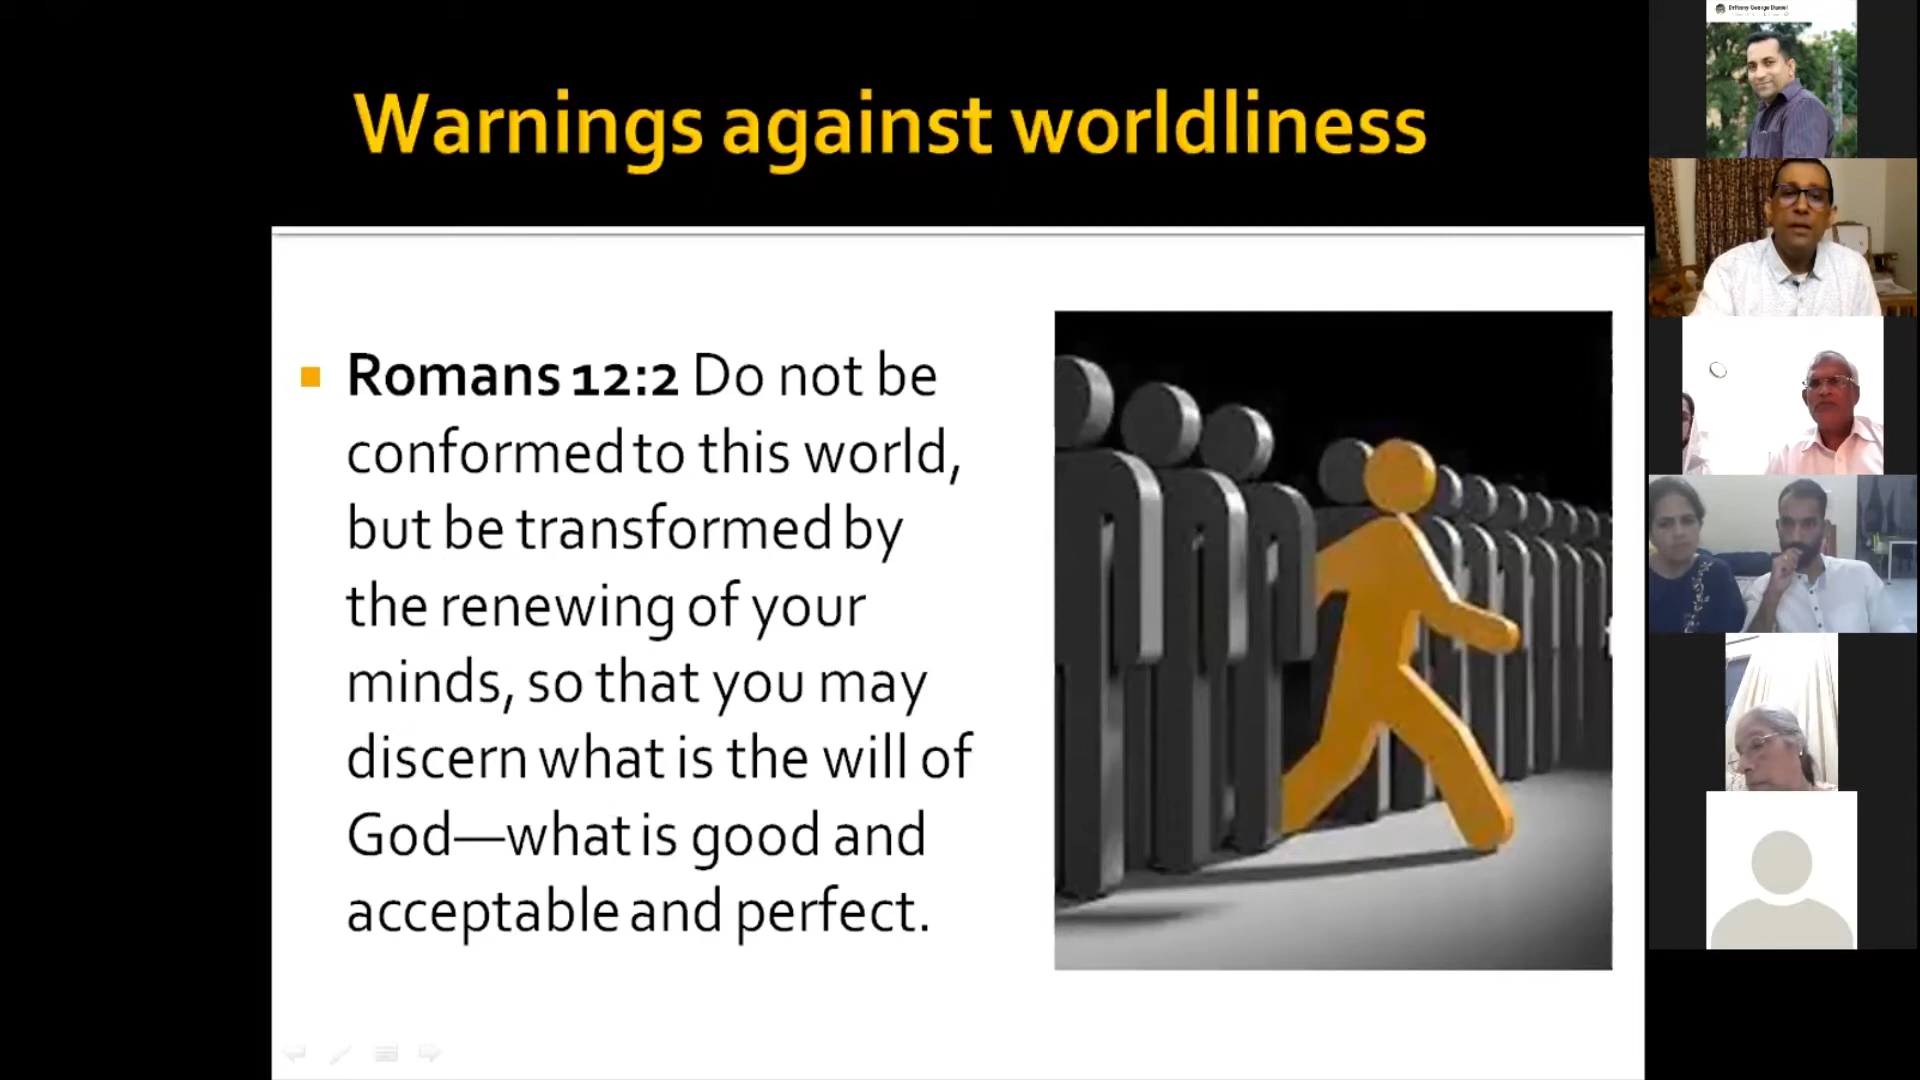 Warnings against worldliness
Romans 12:2 Do not be
conformed to this world,
but be transformed by
the renewing of your
minds, so that you may
discern what is the will of
God—what is good and
acceptable and perfect.